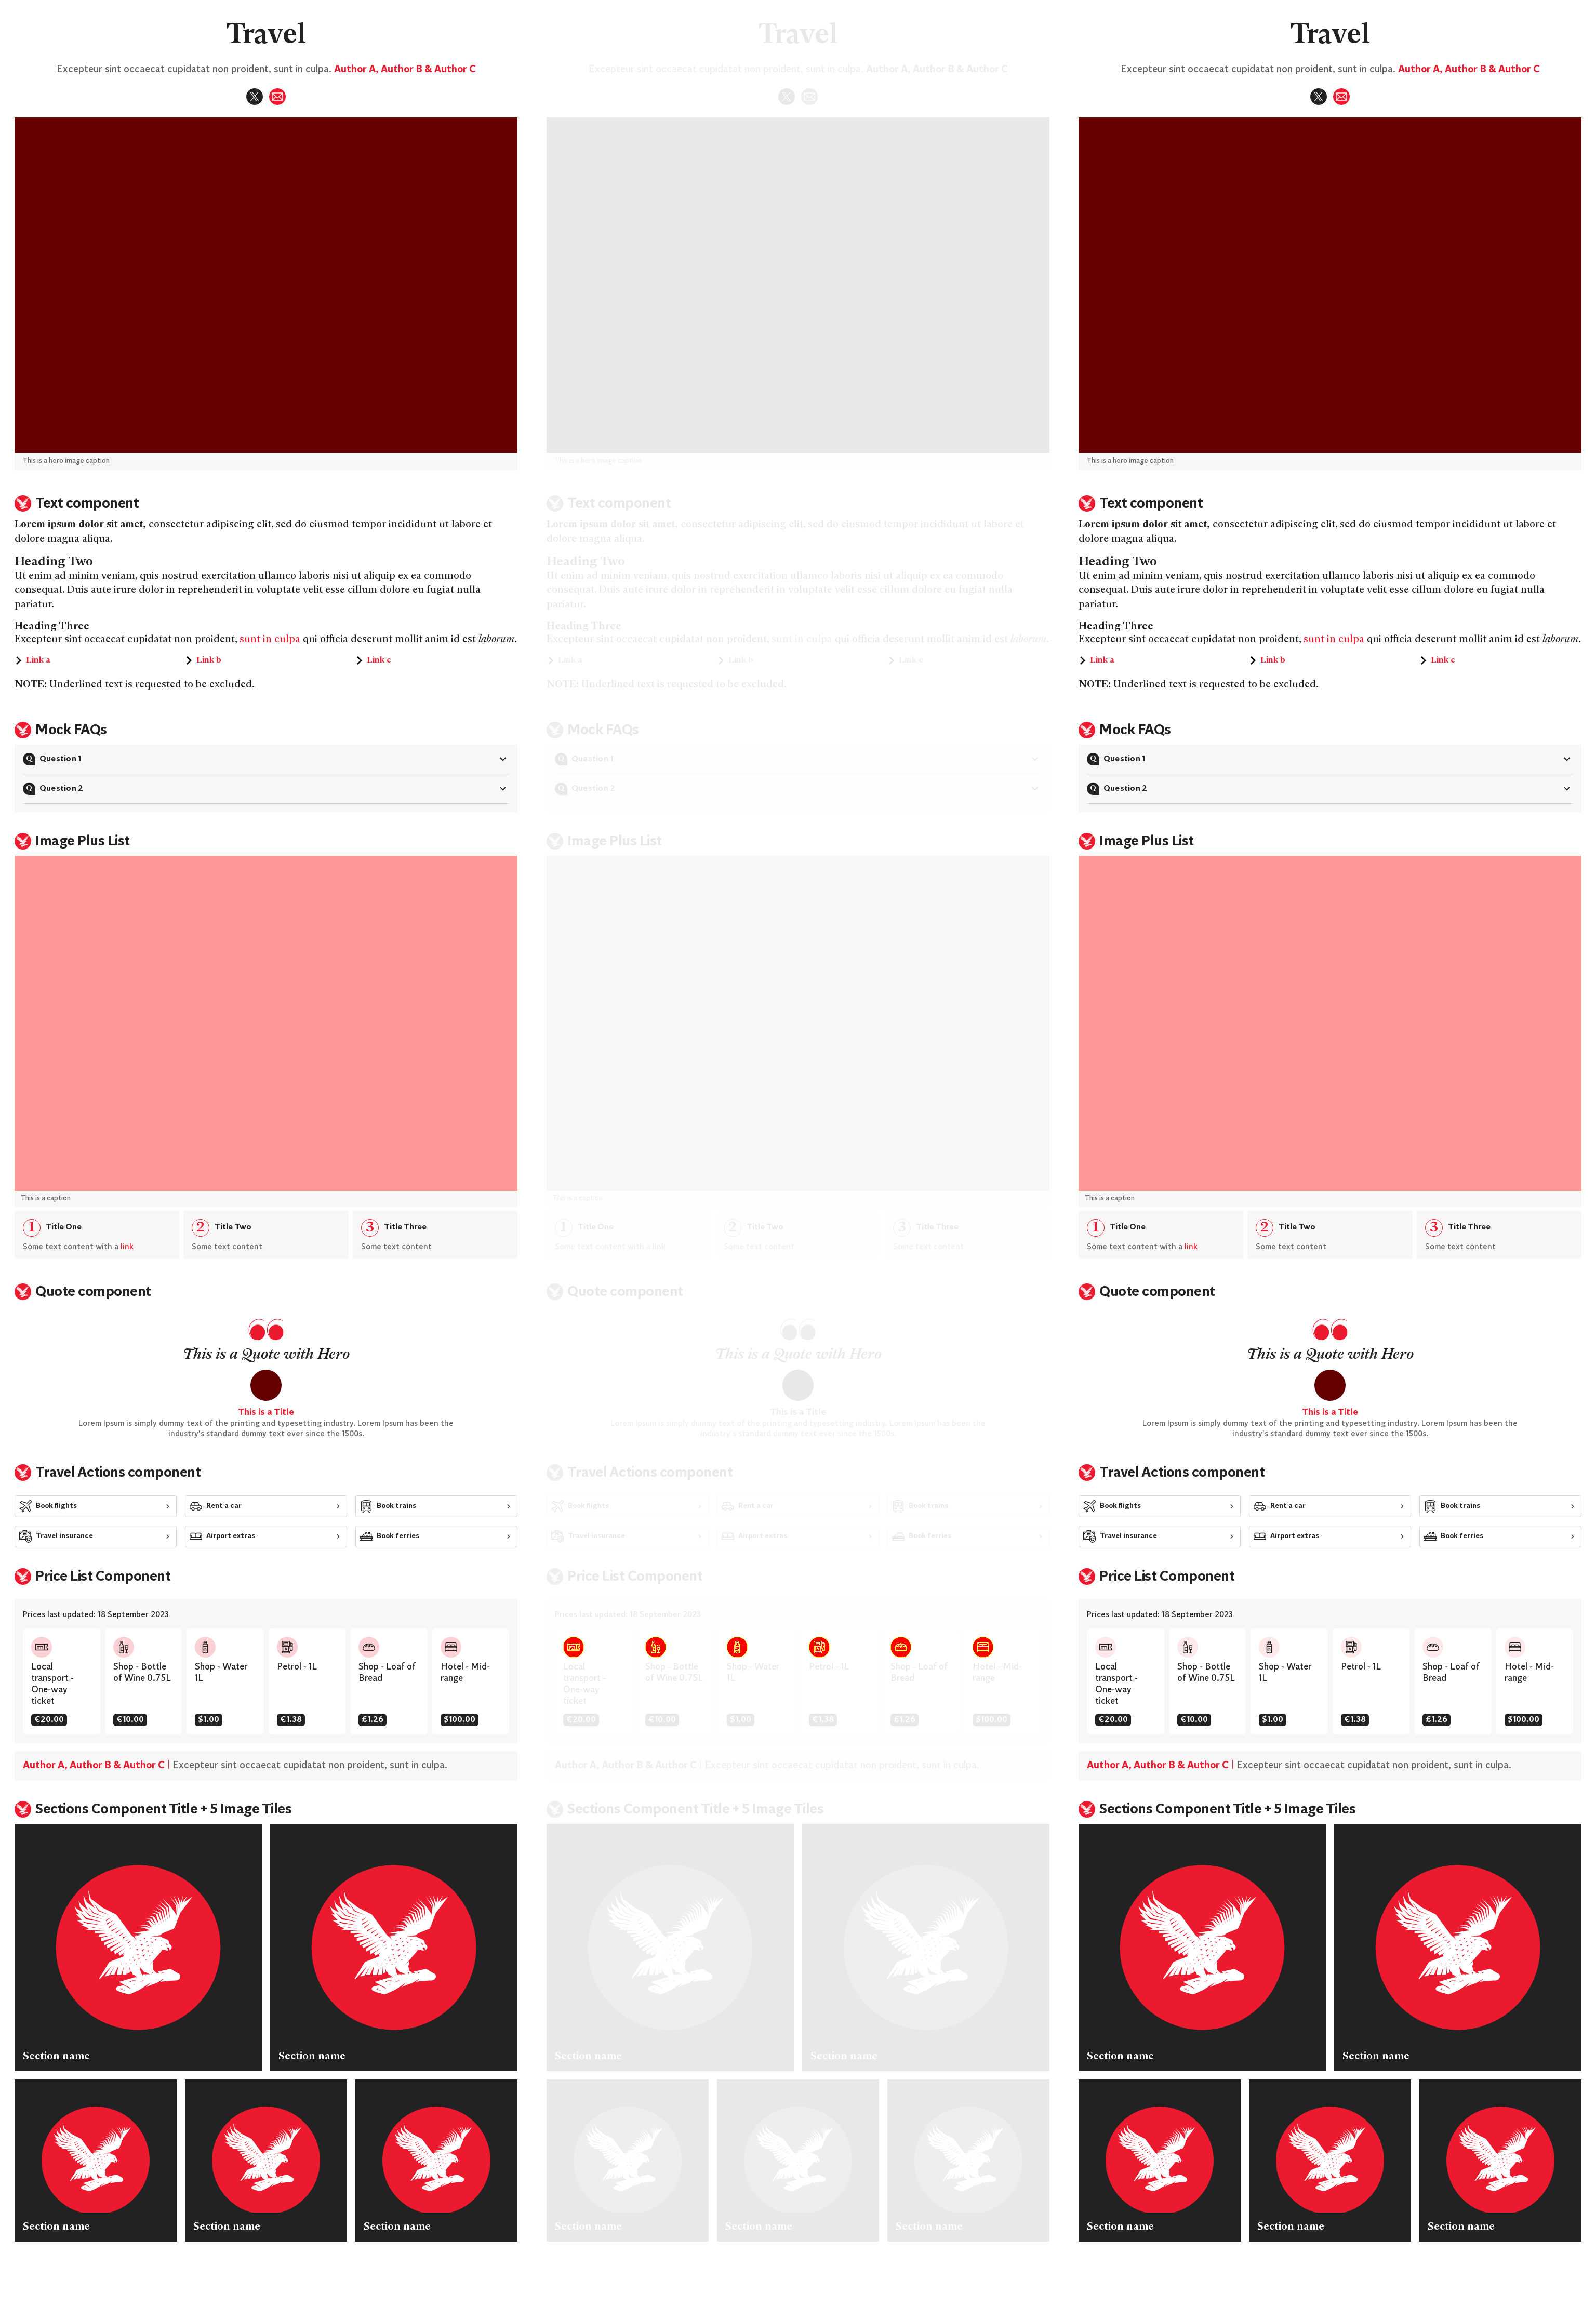 Travel
Excepteur sint occaecat cupidatat non proident, sunt in culpa. Author A, Author B & Author C
This is a hero image caption
Text component
Lorem ipsum dolor sit amet, consectetur adipiscing elit, sed do eiusmod tempor incididunt ut labore et
dolore magna aliqua.
Heading Two
Ut enim ad minim veniam, quis nostrud exercitation ullamco laboris nisi ut aliquip ex ea commodo
consequat. Duis aute irure dolor in reprehenderit in voluptate velit esse cillum dolore eu fugiat nulla
pariatur.
Heading Three
Excepteur sint occaecat cupidatat non proident, sunt in culpa qui officia deserunt mollit anim id est laborum.
Link a
Link b
Link c
NOTE: Underlined text is requested to be excluded.
Mock FAQs
Q Question 1
Q Question 2
Image Plus List
This is a caption
1 Title One
Some text content with a link
2 Title Two
Some text content
3 Title Three
Some text content
Quote component
This is a Quote with Hero
This is a Title
Lorem Ipsum is simply dummy text of the printing and typesetting industry. Lorem Ipsum has been the
industry's standard dummy text ever since the 1500s.
Travel Actions component
Book flights
Rent a car
Book trains
Travel insurance
Airport extras
Book ferries
Price List Component
Prices last updated: 18 September 2023
Local
transport -
One-way
ticket
€20.00
Shop - Bottle
of Wine 0.75L
€10.00
Shop - Water
1L
$1.00
Petrol - 1L
€1.38
Shop - Loaf of
Bread
£1.26
Hotel - Mid-
range
$100.00
Author A, Author B & Author C | Excepteur sint occaecat cupidatat non proident, sunt in culpa.
Sections Component Title + 5 Image Tiles
Section name
Section name
Section name
Section name
Section name
Travel
Excepteur sint occaecat cupidatat non proident, sunt in culpa. Author A, Author B & Author C
This is a hero image caption
Text component
Lorem ipsum dolor sit amet, consectetur adipiscing elit, sed do eiusmod tempor incididunt ut labore et
dolore magna aliqua.
Heading Two
Ut enim ad minim veniam, quis nostrud exercitation ullamco laboris nisi ut aliquip ex ea commodo
consequat. Duis aute irure dolor in reprehenderit in voluptate velit esse cillum dolore eu fugiat nulla
pariatur.
Heading Three
Excepteur sint occaecat cupidatat non proident, sunt in culpa qui officia deserunt mollit anim id est laborum.
Link a
Link b
Link c
NOTE: Underlined text is requested to be excluded.
Mock FAQs
Q Question 1
Q Question 2
Image Plus List
This is a caption
1 Title One
Some text content with a link
2 Title Two
Some text content
3 Title Three
Some text content
Quote component
This is a Quote with Hero
This is a Title
Lorem Ipsum is simply dummy text of the printing and typesetting industry. Lorem Ipsum has been the
industry's standard dummy text ever since the 1500s.
Travel Actions component
Book flights
Rent a car
Book trains
Travel insurance
Airport extras
Book ferries
Price List Component
Prices last updated: 18 September 2023
Local
transport -
One-way
ticket
€20.00
Shop - Bottle
of Wine 0.75L
€10.00
Shop - Water
1L
$1.00
Petrol - 1L
€1.38
Shop - Loaf of
Bread
£1.26
Hotel - Mid-
range
$100.00
Author A, Author B & Author C | Excepteur sint occaecat cupidatat non proident, sunt in culpa.
Sections Component Title + 5 Image Tiles
Section name
Section name
Section name
Section name
Section name
Travel
Excepteur sint occaecat cupidatat non proident, sunt in culpa. Author A, Author B & Author C
This is a hero image caption
Text component
Lorem ipsum dolor sit amet, consectetur adipiscing elit, sed do eiusmod tempor incididunt ut labore et
dolore magna aliqua.
Heading Two
Ut enim ad minim veniam, quis nostrud exercitation ullamco laboris nisi ut aliquip ex ea commodo
consequat. Duis aute irure dolor in reprehenderit in voluptate velit esse cillum dolore eu fugiat nulla
pariatur.
Heading Three
Excepteur sint occaecat cupidatat non proident, sunt in culpa qui officia deserunt mollit anim id est laborum.
Link a
Link b
Link c
NOTE: Underlined text is requested to be excluded.
Mock FAQs
Q Question 1
Q Question 2
Image Plus List
This is a caption
1 Title One
Some text content with a link
2 Title Two
Some text content
3 Title Three
Some text content
Quote component
This is a Quote with Hero
This is a Title
Lorem Ipsum is simply dummy text of the printing and typesetting industry. Lorem Ipsum has been the
industry's standard dummy text ever since the 1500s.
Travel Actions component
Book flights
Rent a car
Book trains
Travel insurance
Airport extras
Book ferries
Price List Component
Prices last updated: 18 September 2023
Local
transport -
One-way
ticket
€20.00
Shop - Bottle
of Wine 0.75L
€10.00
Shop - Water
1L
$1.00
Petrol - 1L
€1.38
Shop - Loaf of
Bread
£1.26
Hotel - Mid-
range
$100.00
Author A, Author B & Author C | Excepteur sint occaecat cupidatat non proident, sunt in culpa.
Sections Component Title + 5 Image Tiles
Section name
Section name
Section name
Section name
Section name